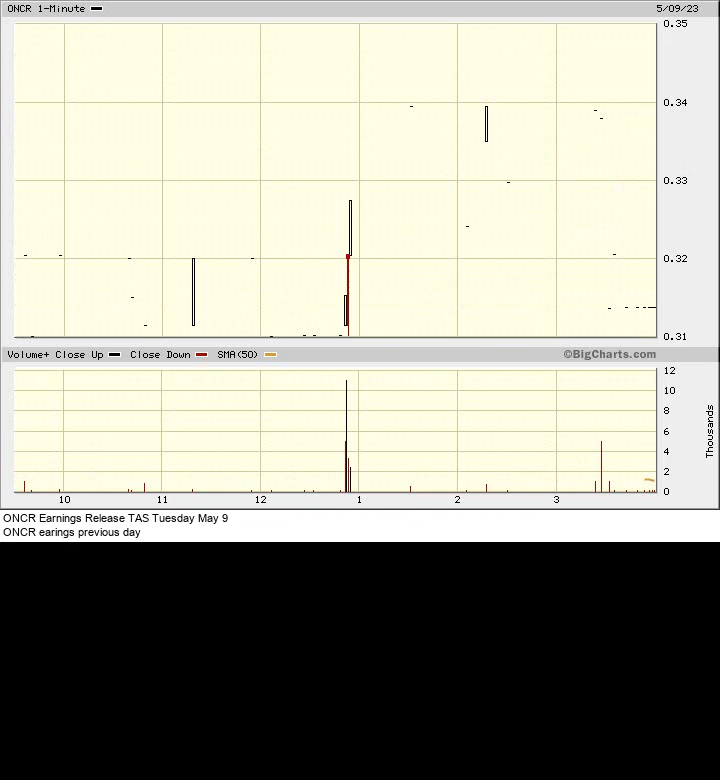 ONCR 1-Minute 5/09/23
0.35
0.34
0.33
0.32
0.31
Volume+ Close Up Close Down SMA(50) ©BigCharts.com
12
10
8
6
4
2
0
Thousands
10 11 12 1 2 3
ONCR Earnings Release TAS Tuesday May 9
ONCR earings previous day